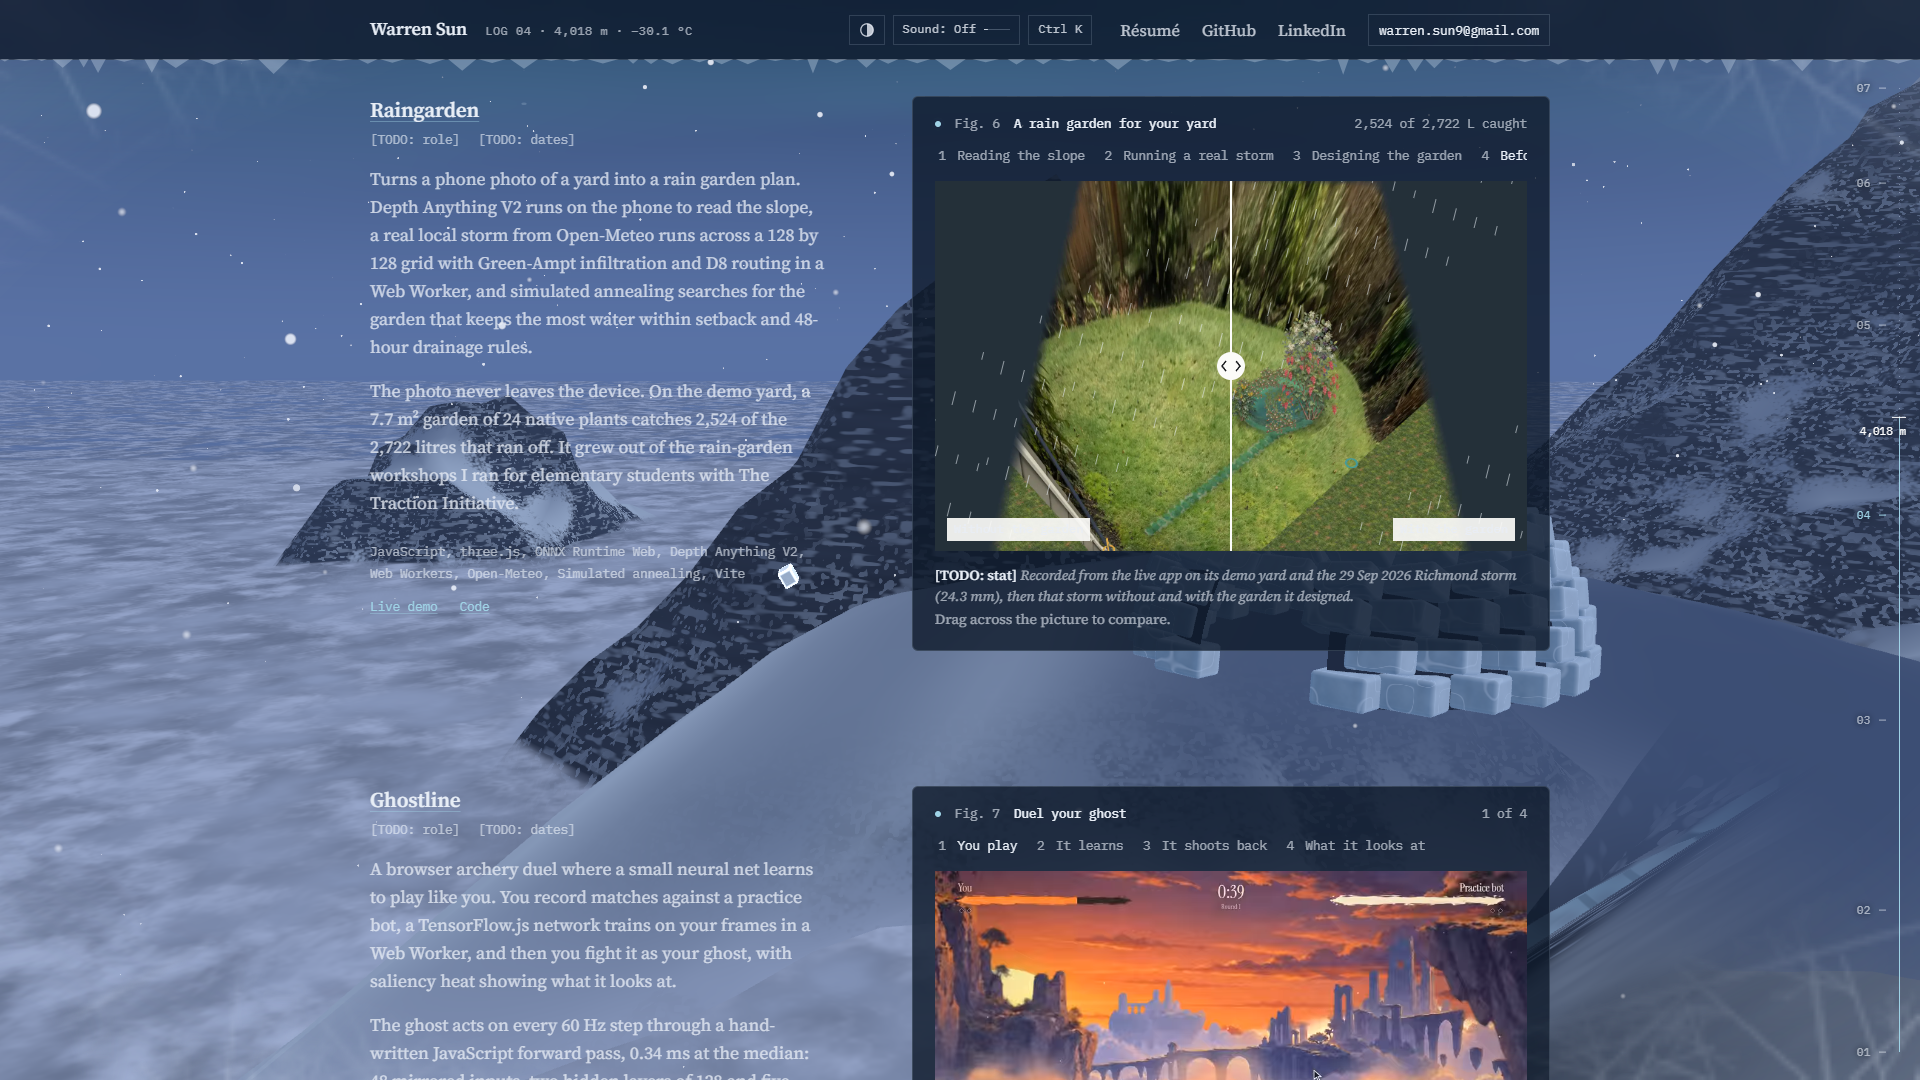 Warren Sun
LOG 04 · 4,018 m · −30.1 °C
Sound: Off
Ctrl K
Résumé
GitHub
LinkedIn
warren.sun9@gmail.com
Raingarden
[TODO: role] [TODO: dates]
Turns a phone photo of a yard into a rain garden plan.
Depth Anything V2 runs on the phone to read the slope,
a real local storm from Open-Meteo runs across a 128 by
128 grid with Green-Ampt infiltration and D8 routing in a
Web Worker, and simulated annealing searches for the
garden that keeps the most water within setback and 48-
hour drainage rules.
The photo never leaves the device. On the demo yard, a
7.7 m² garden of 24 native plants catches 2,524 of the
2,722 litres that ran off. It grew out of the rain-garden
workshops I ran for elementary students with The
Traction Initiative.
JavaScript, three.js, ONNX Runtime Web, Depth Anything V2,
Web Workers, Open-Meteo, Simulated annealing, Vite
Live demo Code
Fig. 6 A rain garden for your yard
2,524 of 2,722 L caught
1 Reading the slope 2 Running a real storm 3 Designing the garden 4
[TODO: stat] Recorded from the live app on its demo yard and the 29 Sep 2026 Richmond storm
(24.3 mm), then that storm without and with the garden it designed.
Drag across the picture to compare.
Ghostline
[TODO: role] [TODO: dates]
A browser archery duel where a small neural net learns
to play like you. You record matches against a practice
bot, a TensorFlow.js network trains on your frames in a
Web Worker, and then you fight it as your ghost, with
saliency heat showing what it looks at.
The ghost acts on every 60 Hz step through a hand-
written JavaScript forward pass, 0.34 ms at the median:
48 mirrored inputs, two hidden layers of 128 and five
Fig. 7 Duel your ghost
1 of 4
1 You play 2 It learns 3 It shoots back 4 What it looks at
You
0:39
Round 1
Practice bot
07
06
05
4,018 m
04
03
02
01